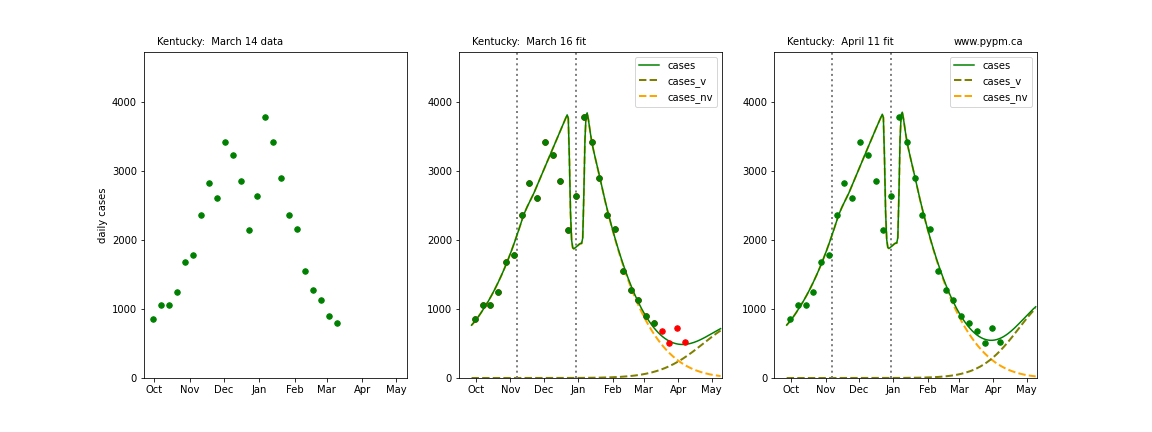 Kentucky: March 14 data
daily cases
4000
3000
2000
1000
0
Oct Nov Dec Jan Feb Mar Apr May
Kentucky: March 16 fit
cases
cases_v
cases_nv
4000
3000
2000
1000
0
Oct Nov Dec Jan Feb Mar Apr May
Kentucky: April 11 fit www.pypm.ca
cases
cases_v
cases_nv
4000
3000
2000
1000
0
Oct Nov Dec Jan Feb Mar Apr May